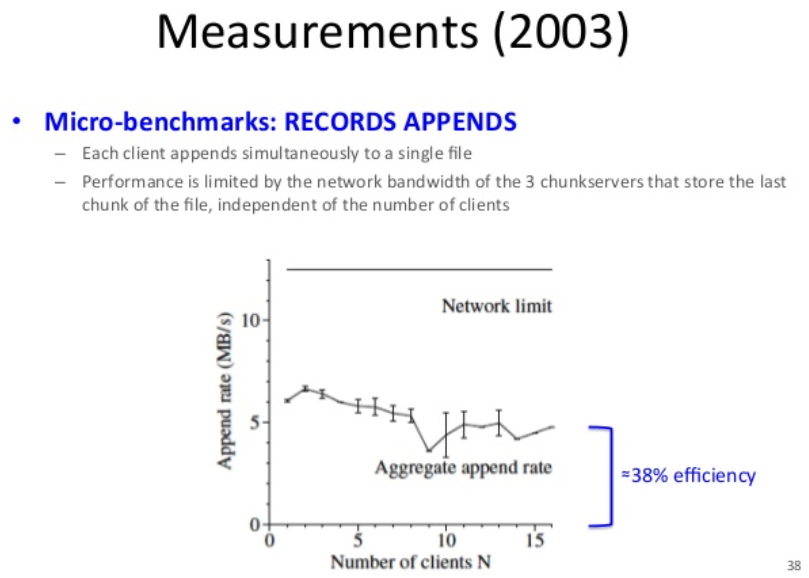 Measurements (2003)
• Micro-benchmarks: RECORDS APPENDS
– Each client appends simultaneously to a single file
– Performance is limited by the network bandwidth of the 3 chunkservers that store the last
chunk of the file, independent of the number of clients
Network limit
10
Append rate (MB/s)
5
Aggregate append rate
≈38% efficiency
0
0 5 10 15
Number of clients N
38